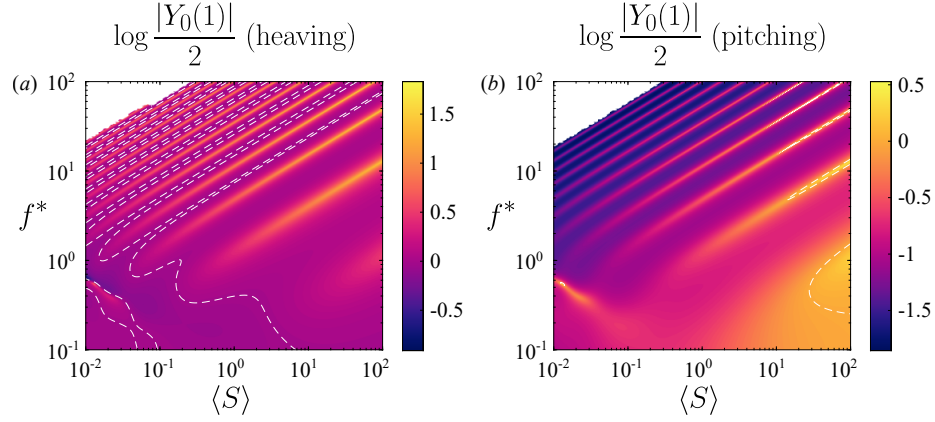 log |Y₀(1)|/2 (heaving)
log |Y₀(1)|/2 (pitching)
(a)
10²
10¹
10⁰
10⁻¹
f*
10⁻² 10⁻¹ 10⁰ 10¹ 10²
⟨S⟩
1.5
1
0.5
0
-0.5
(b)
10²
10¹
10⁰
10⁻¹
f*
10⁻² 10⁻¹ 10⁰ 10¹ 10²
⟨S⟩
0.5
0
-0.5
-1
-1.5